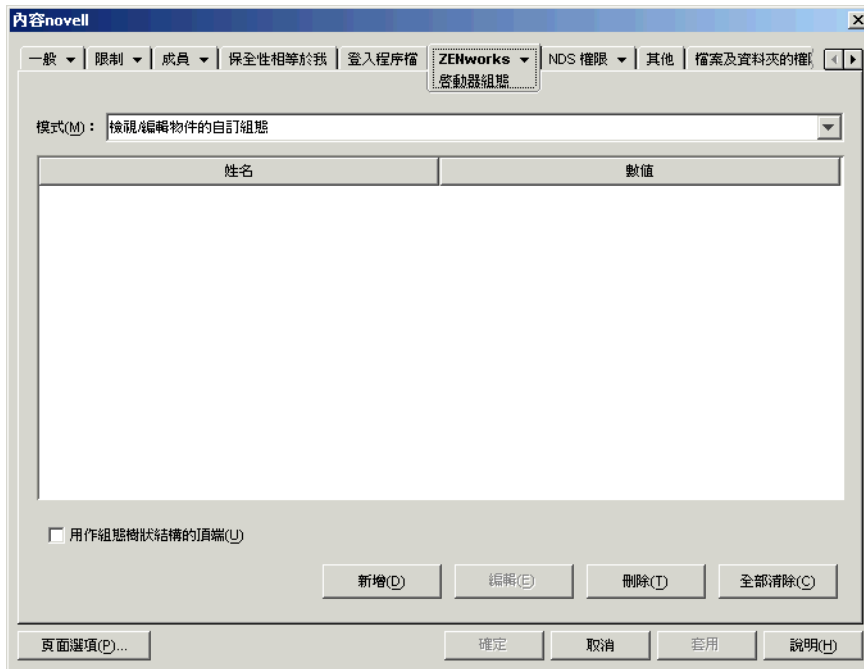 內容novell
一般 限制 成員 保全性相等於我 登入程序檔 ZENworks NDS 權限 其他 檔案及資料夾的權限
啓動器組態
模式(M)： 檢視/編輯物件的自訂組態
姓名 數值
用作組態樹狀結構的頂端(U)
新增(D) 編輯(E) 刪除(T) 全部清除(C)
頁面選項(P)... 確定 取消 套用 說明(H)